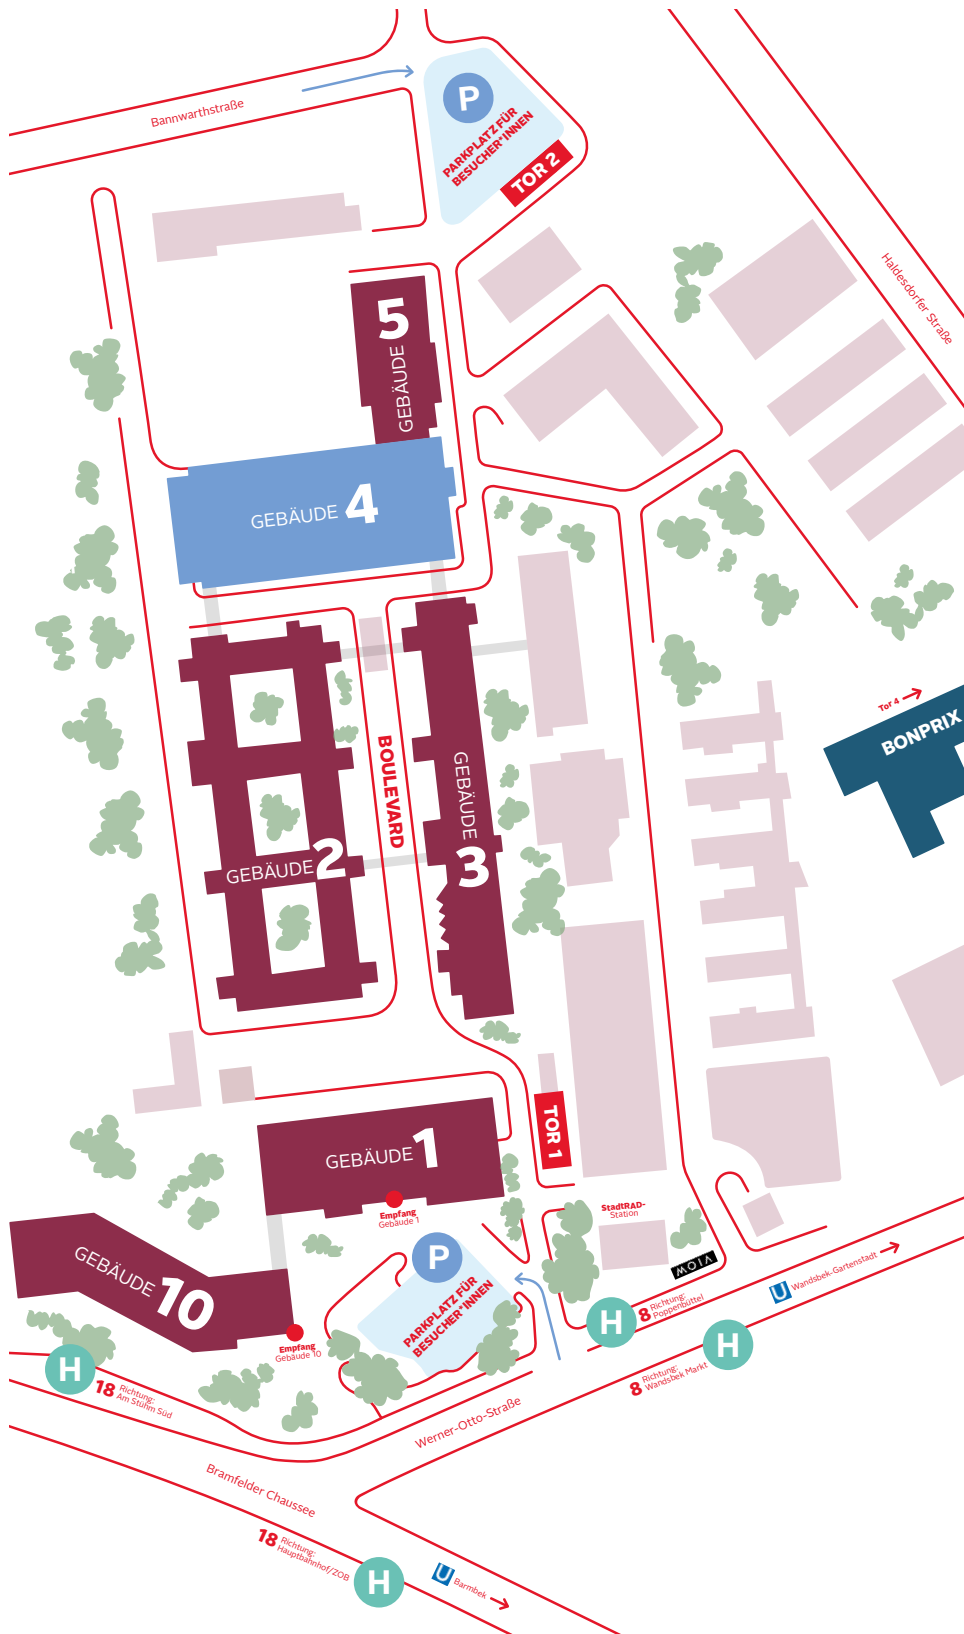 Bannwarthstraße
P
PARKPLATZ FÜR
BESUCHER*INNEN
TOR 2
Haldesdorfer Straße
5
GEBÄUDE
GEBÄUDE 4
Tor 4
BONPRIX
BOULEVARD
GEBÄUDE
3
GEBÄUDE 2
TOR 1
GEBÄUDE 1
Empfang
Gebäude 1
StadtRAD-
Station
GEBÄUDE 10
P
PARKPLATZ FÜR
BESUCHER*INNEN
VIOW
U Wandsbek-Gartenstadt
H
8 Richtung:
Poppenbüttel
Empfang
Gebäude 10
H
8 Richtung:
Wandsbek Markt
H
18 Richtung:
Am Stühm Süd
Werner-Otto-Straße
Bramfelder Chaussee
18 Richtung:
Hauptbahnhof/ZOB
H
U Barmbek